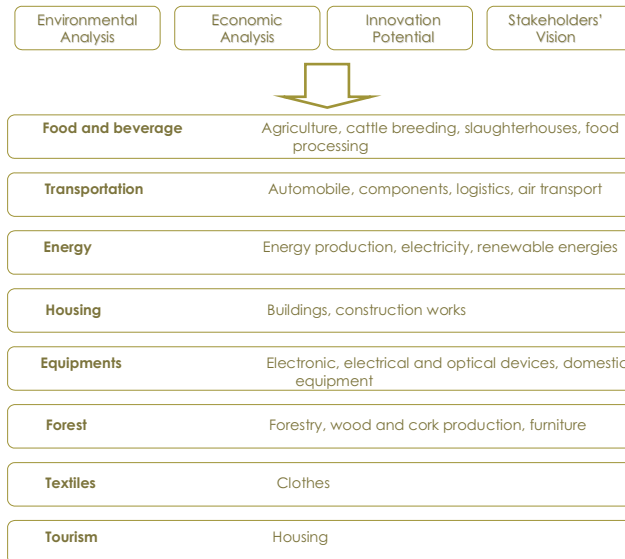 Environmental Analysis
Economic Analysis
Innovation Potential
Stakeholders' Vision
Food and beverage Agriculture, cattle breeding, slaughterhouses, food
processing
Transportation Automobile, components, logistics, air transport
Energy Energy production, electricity, renewable energies
Housing Buildings, construction works
Equipments Electronic, electrical and optical devices, domestic
equipment
Forest Forestry, wood and cork production, furniture
Textiles Clothes
Tourism Housing